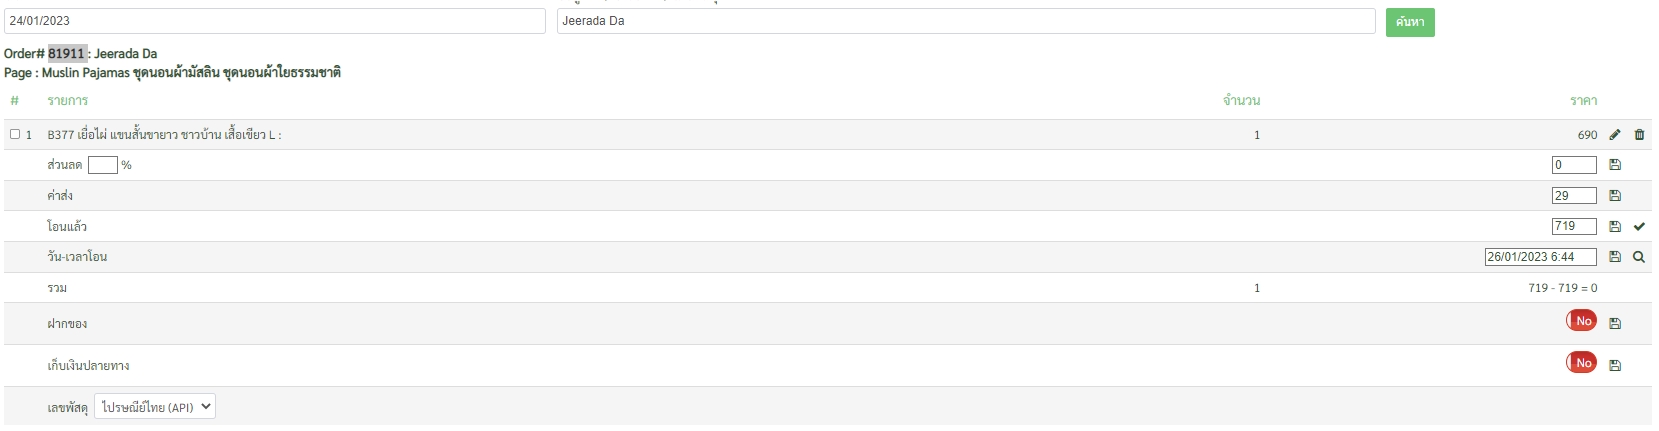 24/01/2023 Jeerada Da ค้นหา
Order# 81911 : Jeerada Da
Page : Muslin Pajamas ชุดนอนผ้ามัสลิน ชุดนอนผ้าใยธรรมชาติ
# รายการ จำนวน ราคา
1 B377 เยื่อไผ่ แขนสั้นขายาว ชาวบ้าน เสื้อเขียว L : 1 690
ส่วนลด % 0
ค่าส่ง 29
โอนแล้ว 719
วัน-เวลาโอน 26/01/2023 6:44
รวม 1 719 - 719 = 0
ฝากของ No
เก็บเงินปลายทาง No
เลขพัสดุ ไปรษณีย์ไทย (API)